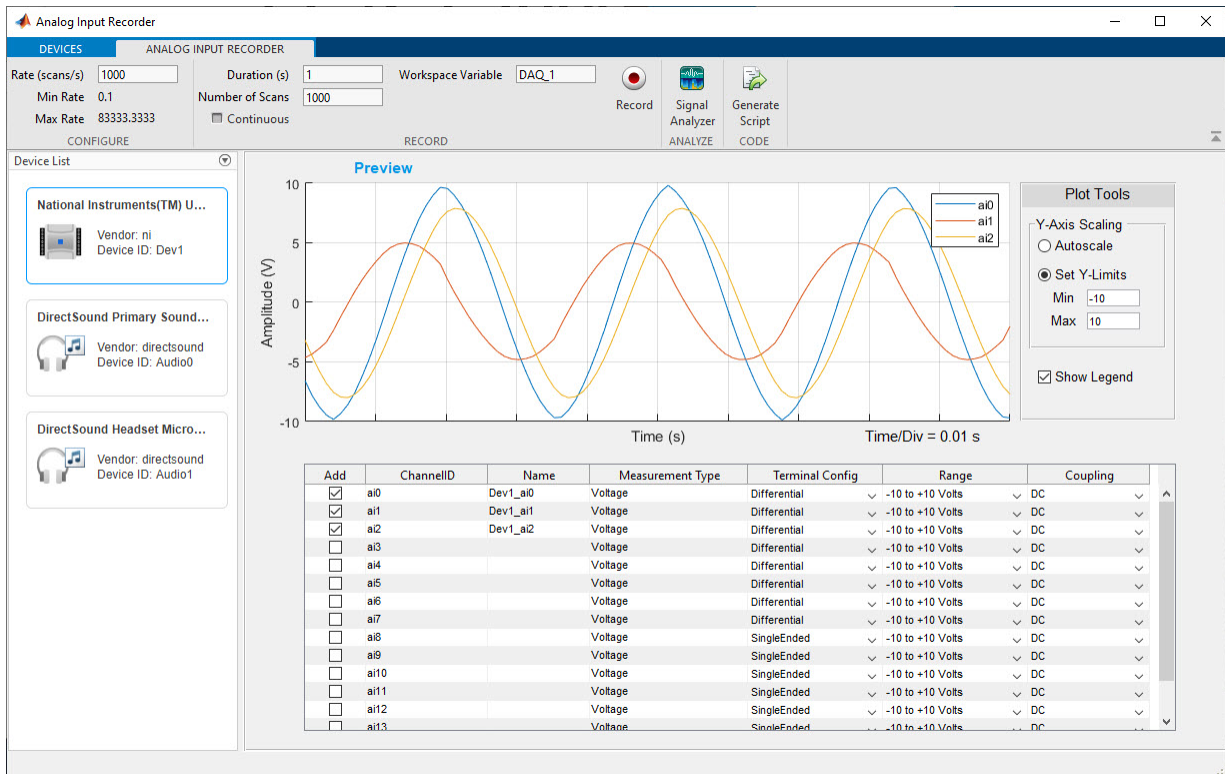 Analog Input Recorder
DEVICES ANALOG INPUT RECORDER
Rate (scans/s) 1000 Duration (s) 1 Workspace Variable DAQ_1
Min Rate 0.1 Number of Scans 1000
Max Rate 83333.3333 Continuous
Record Signal Analyzer Generate Script
CONFIGURE RECORD ANALYZE CODE
Device List
National Instruments(TM) U...
Vendor: ni
Device ID: Dev1
DirectSound Primary Sound...
Vendor: directsound
Device ID: Audio0
DirectSound Headset Micro...
Vendor: directsound
Device ID: Audio1
Preview
10
5
0
-5
-10
Amplitude (V)
ai0
ai1
ai2
Time (s) Time/Div = 0.01 s
Plot Tools
Y-Axis Scaling
Autoscale
Set Y-Limits
Min -10
Max 10
Show Legend
Add ChannelID Name Measurement Type Terminal Config Range Coupling
ai0 Dev1_ai0 Voltage Differential -10 to +10 Volts DC
ai1 Dev1_ai1 Voltage Differential -10 to +10 Volts DC
ai2 Dev1_ai2 Voltage Differential -10 to +10 Volts DC
ai3 Voltage Differential -10 to +10 Volts DC
ai4 Voltage Differential -10 to +10 Volts DC
ai5 Voltage Differential -10 to +10 Volts DC
ai6 Voltage Differential -10 to +10 Volts DC
ai7 Voltage Differential -10 to +10 Volts DC
ai8 Voltage SingleEnded -10 to +10 Volts DC
ai9 Voltage SingleEnded -10 to +10 Volts DC
ai10 Voltage SingleEnded -10 to +10 Volts DC
ai11 Voltage SingleEnded -10 to +10 Volts DC
ai12 Voltage SingleEnded -10 to +10 Volts DC
ai13 Voltage SingleEnded -10 to +10 Volts DC